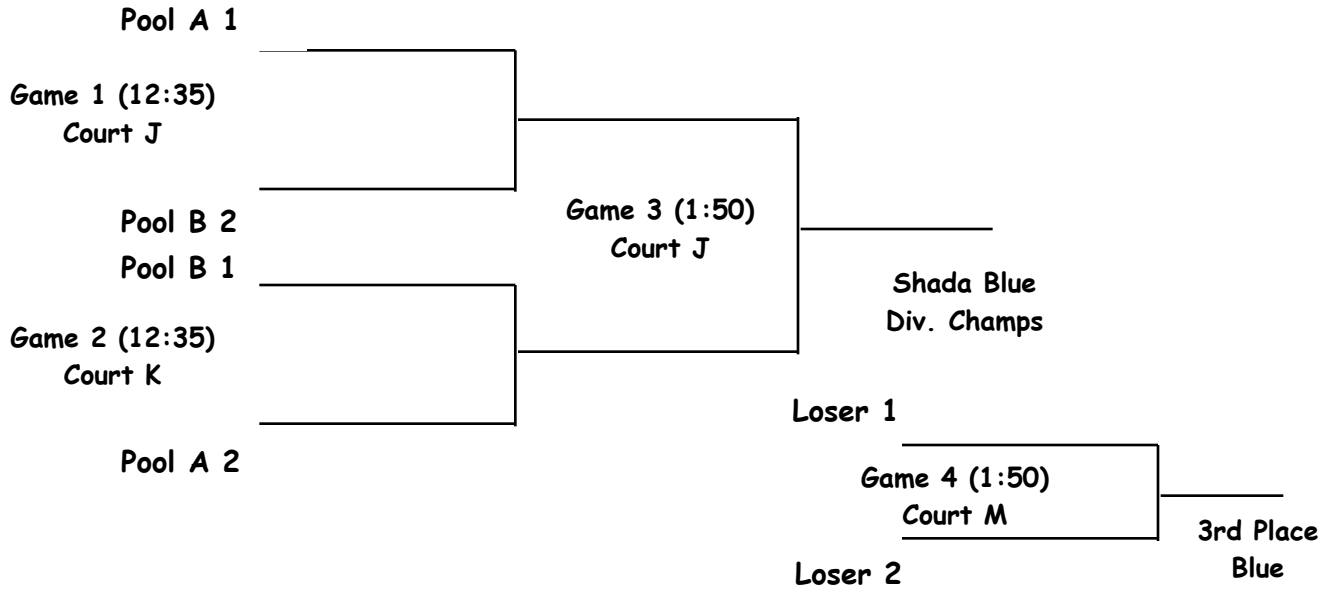 Pool A 1
Game 1 (12:35)
Court J
Pool B 2
Pool B 1
Game 2 (12:35)
Court K
Pool A 2
Game 3 (1:50)
Court J
Shada Blue
Div. Champs
Loser 1
Game 4 (1:50)
Court M
Loser 2
3rd Place
Blue